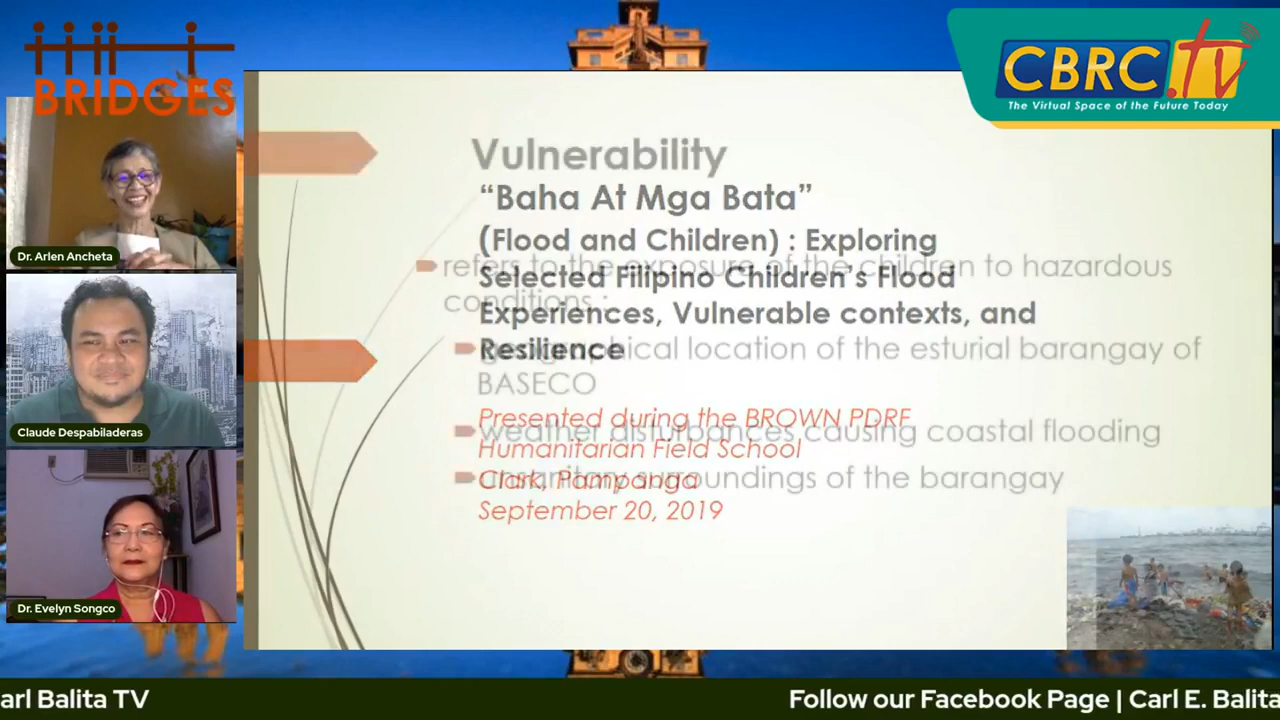 BRIDGES
CBRC.tv
The Virtual Space of the Future Today
Dr. Arlen Ancheta
Claude Despabiladeras
Dr. Evelyn Songco
Vulnerability
“Baha At Mga Bata”
(Flood and Children) : Exploring
Selected Filipino Children’s Flood
Experiences, Vulnerable contexts, and
Resilience
Presented during the BROWN PDRF
Humanitarian Field School
Clark, Pampanga
September 20, 2019
refers to the exposure of the children to hazardous
conditions :
geographical location of the esturial barangay of
BASECO
weather disturbances causing coastal flooding
surroundings of the barangay
arl Balita TV
Follow our Facebook Page | Carl E. Balita